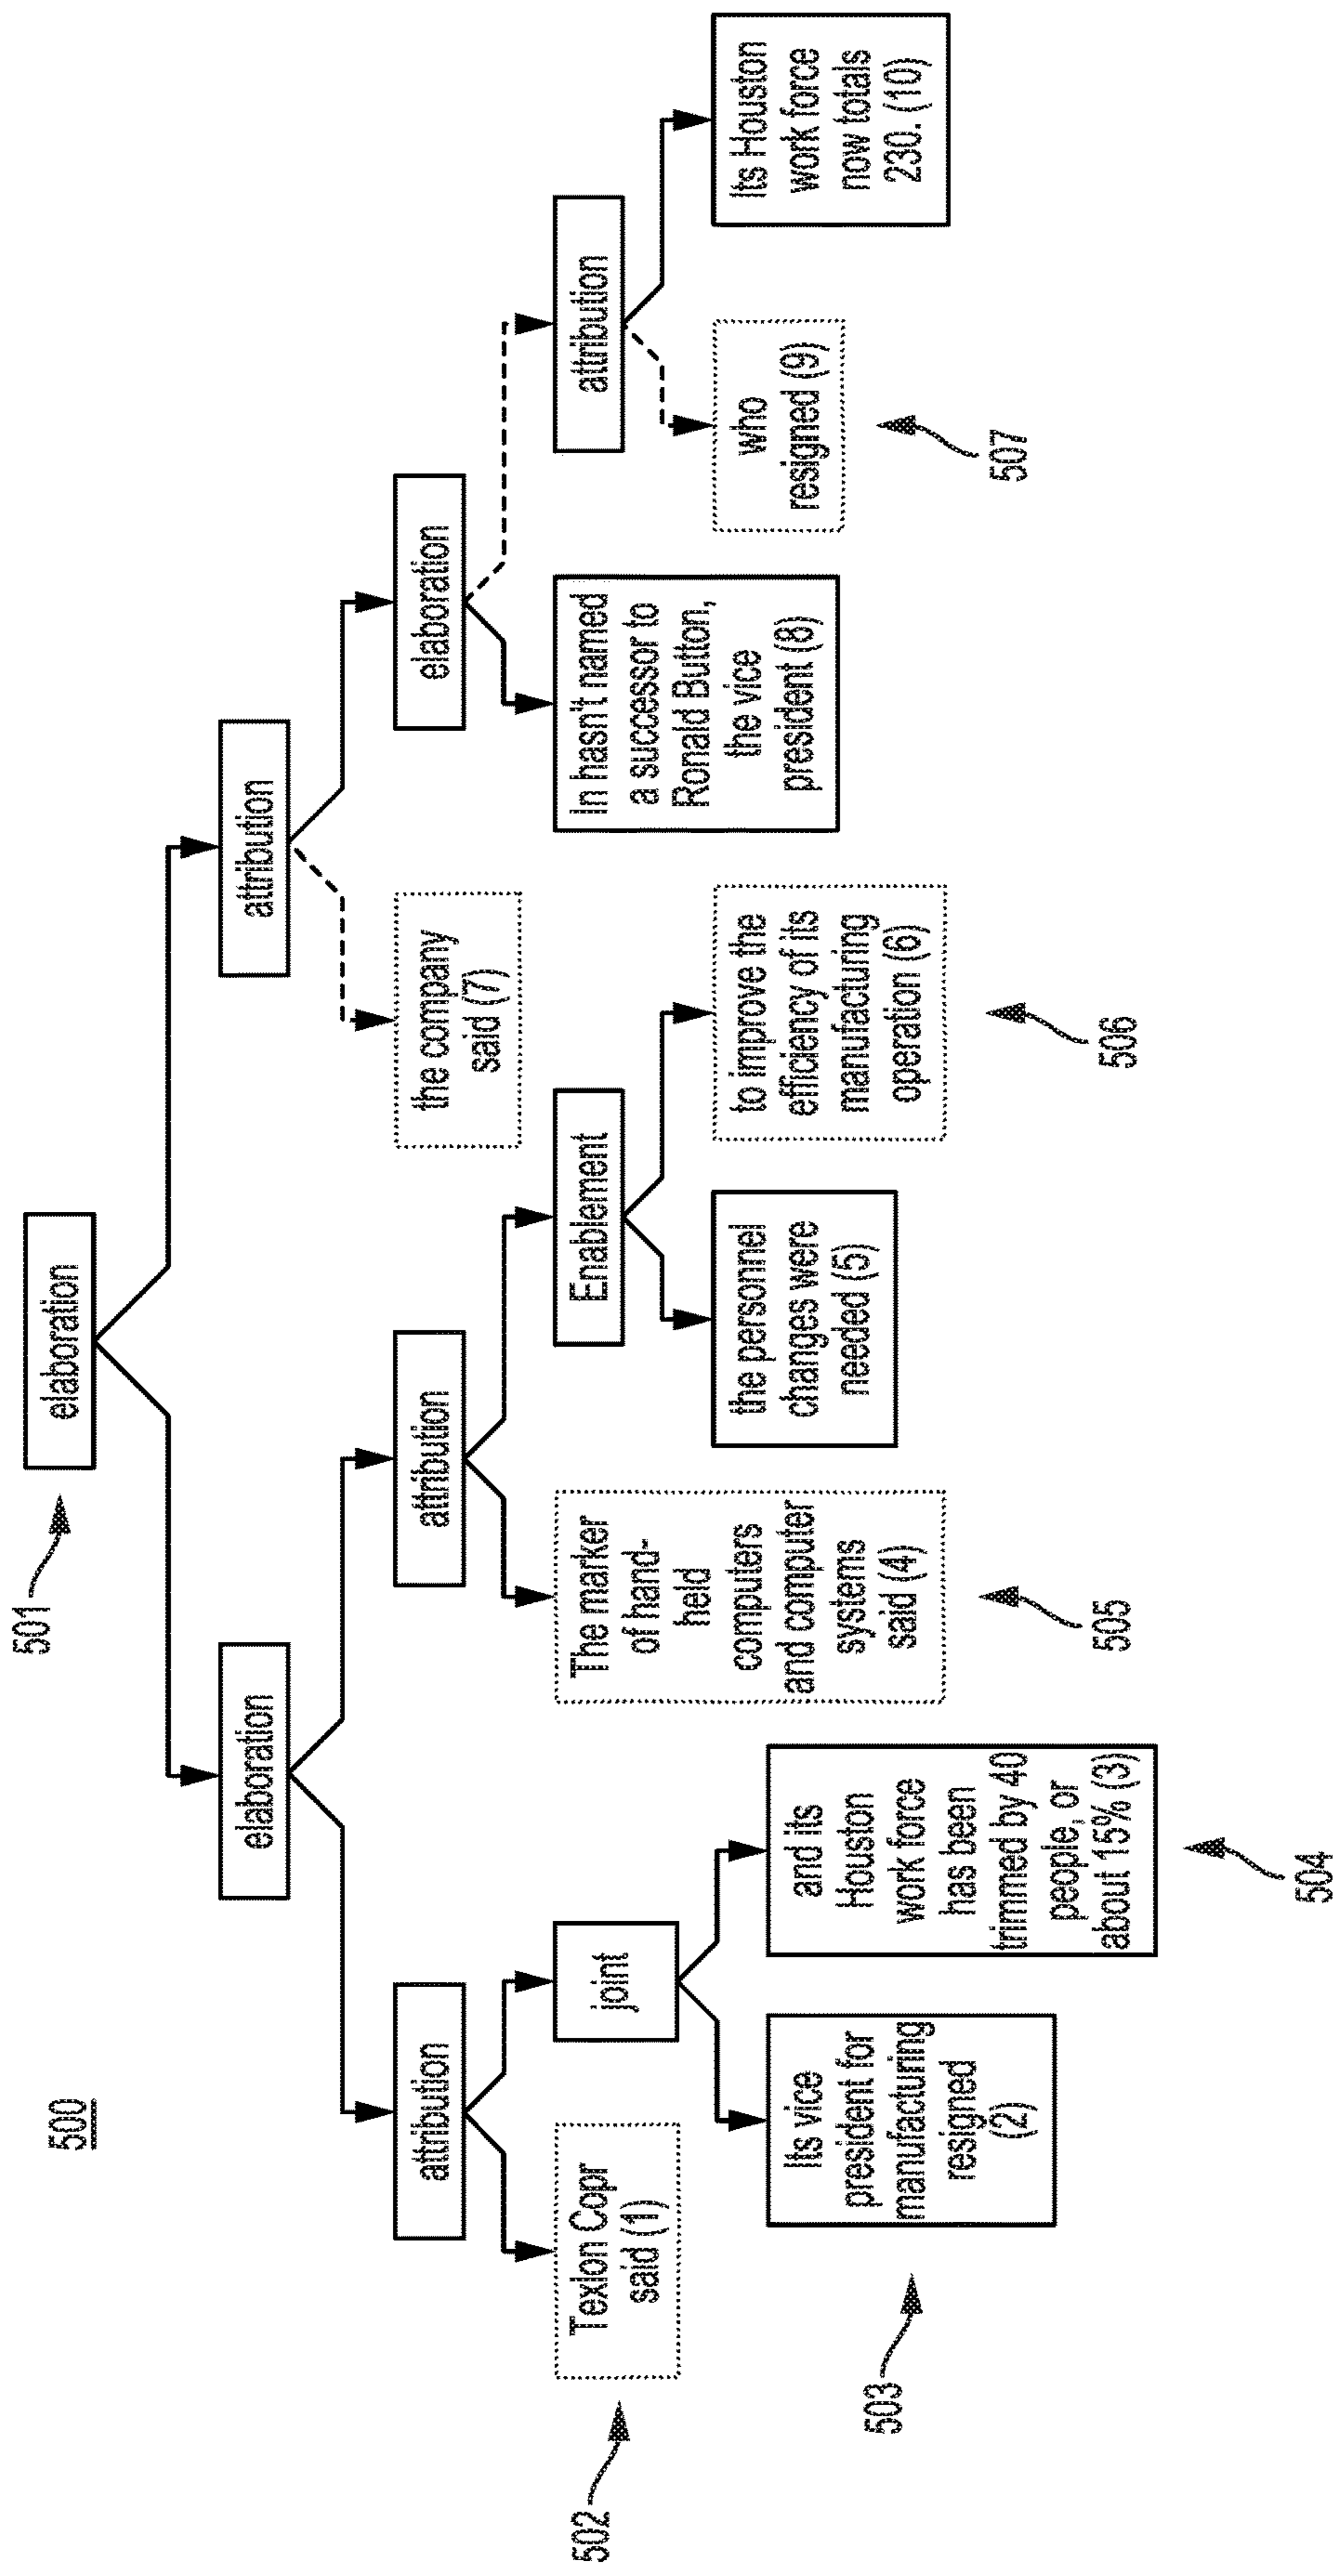 500
501
elaboration
elaboration
attribution
attribution
attribution
the company
said (7)
elaboration
502
Texlon Copr
said (1)
joint
The marker
of hand-
held
computers
and computer
systems
said (4)
505
Enablement
In hasn't named
a successor to
Ronald Button,
the vice
president (8)
attribution
503
Its vice
president for
manufacturing
resigned
(2)
and its
Houston
work force
has been
trimmed by 40
people, or
about 15% (3)
504
the personnel
changes were
needed (5)
to improve the
efficiency of its
manufacturing
operation (6)
506
who
resigned (9)
507
Its Houston
work force
now totals
230. (10)